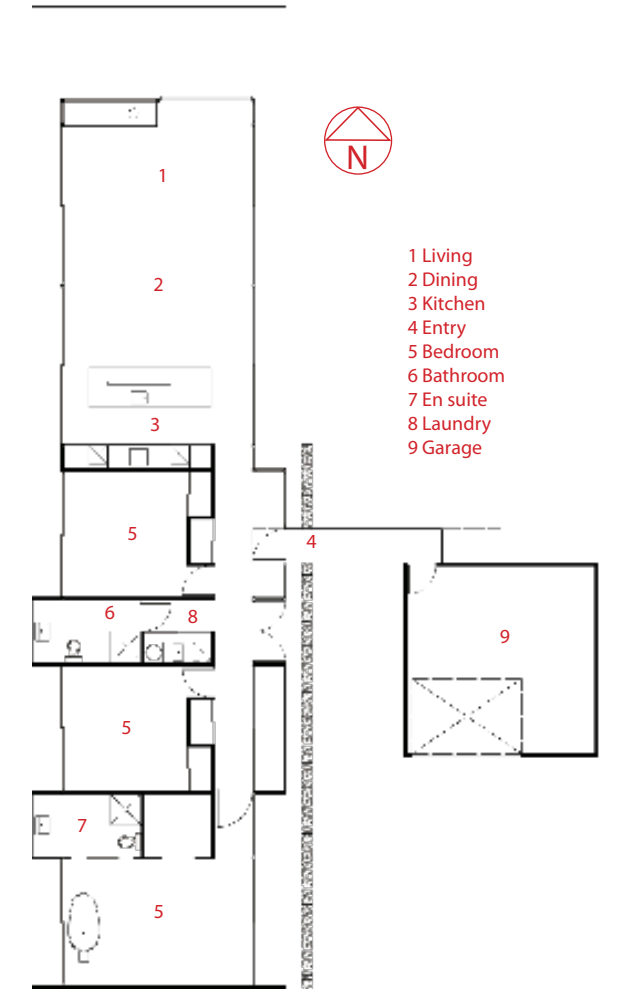 1
N
1 Living
2
2 Dining
3 Kitchen
4 Entry
5 Bedroom
6 Bathroom
7 En suite
3
8 Laundry
9 Garage
5
4
6
8
9
5
7
5